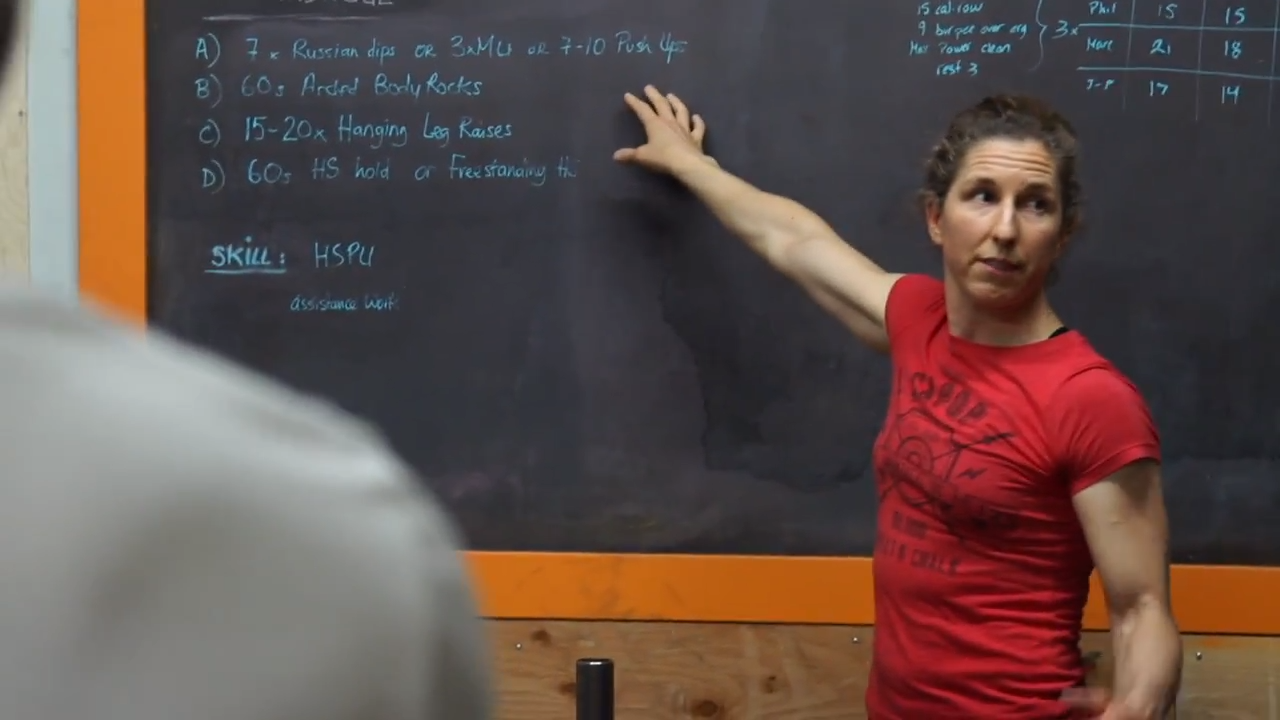 A) 7 x Russian dips or 3xMU or 7-10 Push Ups
B) 60s Arched Body Rocks
C) 15-20x Hanging Leg Raises
D) 60s HS hold or Freestanding
SKiLL: HSPU
assistance work
15 cal. row
9 burpee over erg
Max Power clean
rest 3
3x
Phil 15 15
Marc 21 18
J-P 17 14